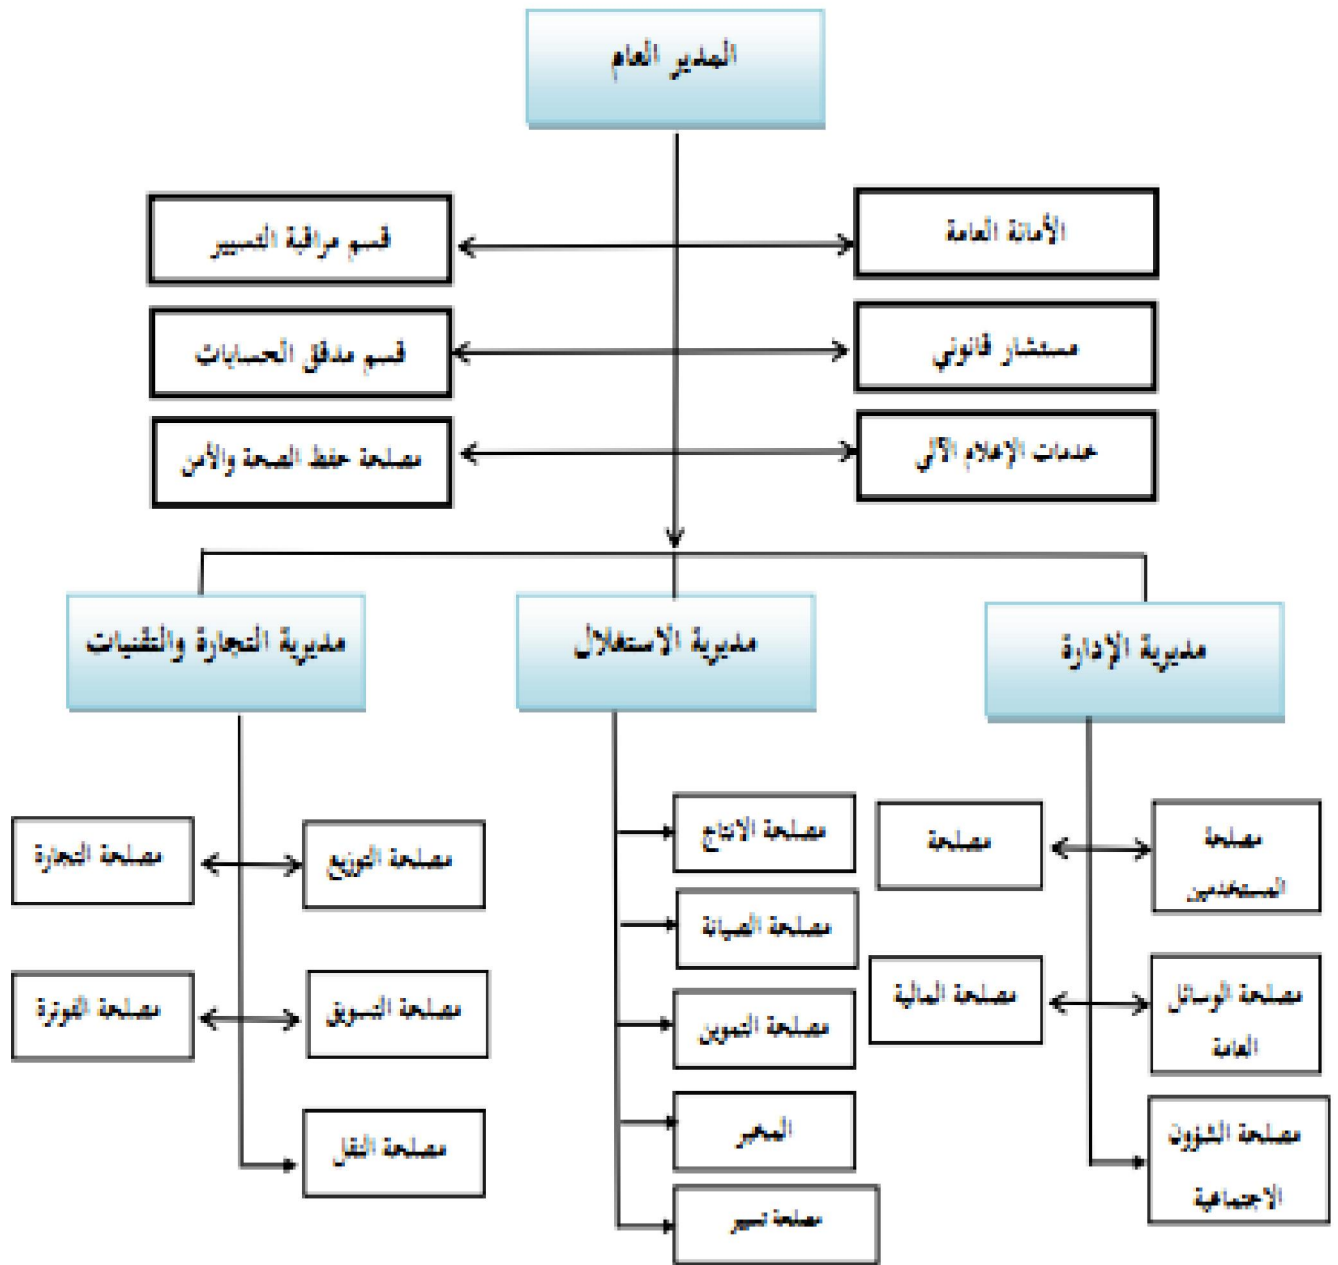 المدير العام
الأمانة العامة
قسم مراقبة التسيير
مستشار قانوني
قسم مدقق الحسابات
خدمات الإعلام الآلي
مصلحة حفظ الصحة والأمن
مديرية الإدارة
مديرية الاستغلال
مديرية التجارة والتقنيات
مصلحة
المستخدمين
مصلحة
مصلحة الوسائل
العامة
مصلحة المالية
مصلحة الشؤون
الاجتماعية
مصلحة الانتاج
مصلحة الصيانة
مصلحة التموين
المخبر
مصلحة تسيير
مصلحة التوزيع
مصلحة التجارة
مصلحة التسويق
مصلحة الفوترة
مصلحة النقل